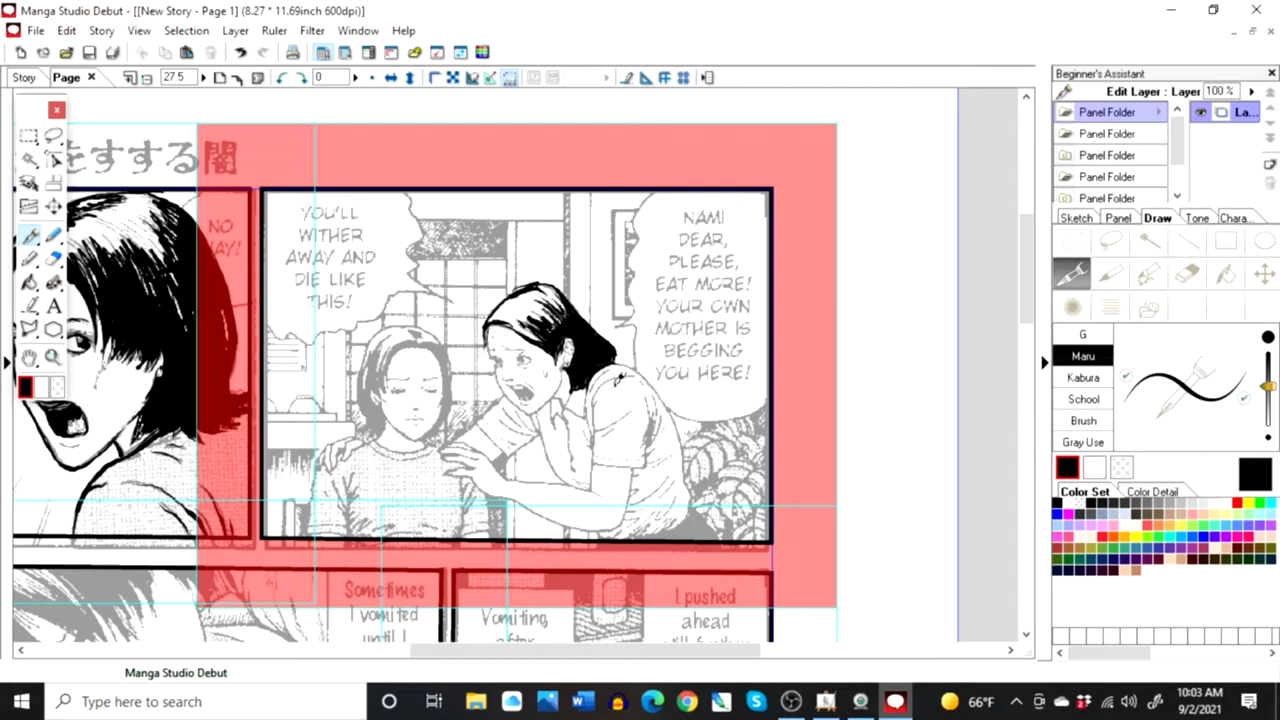 Manga Studio Debut - [[New Story - Page 1] (8.27 * 11.69inch 600dpi)]
File Edit Story View Selection Layer Ruler Filter Window Help
Story Page 27.5 0
Beginner's Assistant
Edit Layer : Layer 100 %
Panel Folder La...
Panel Folder
Panel Folder
Panel Folder
Panel Folder
Sketch Panel Draw Tone Chara...
G
Maru
Kabura
School
Brush
Gray Use
Color Set Color Detail
をすする闇
NO
WAY!
YOU'LL
WITHER
AWAY AND
DIE LIKE
THIS!
NAMI
DEAR,
PLEASE,
EAT MORE!
YOUR OWN
MOTHER IS
BEGGING
YOU HERE!
Sometimes
I vomited
until I
Vomiting
after
I pushed
ahead
Manga Studio Debut
Type here to search
66°F
10:03 AM
9/2/2021